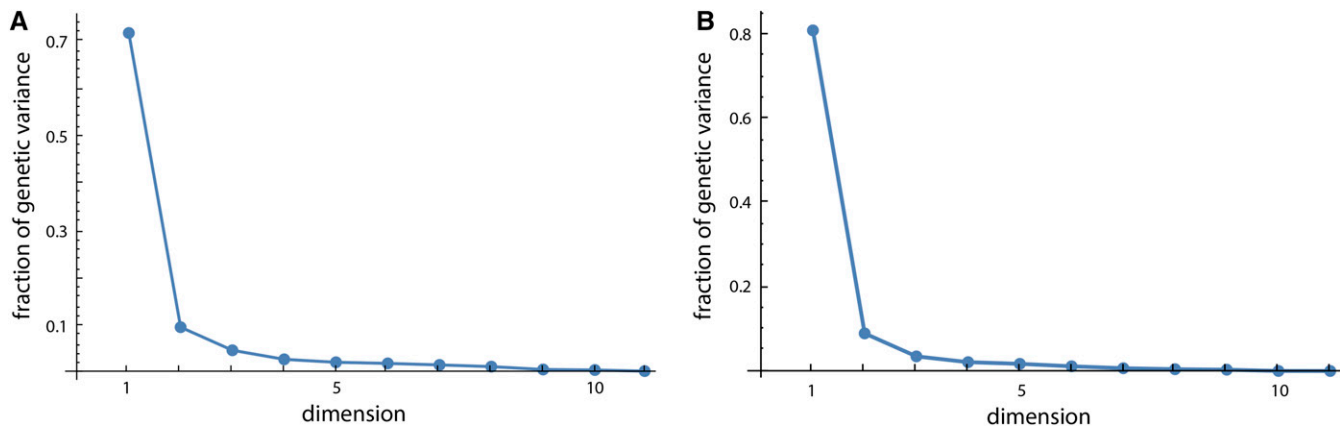 A
fraction of genetic variance
0.7
0.5
0.3
0.1
1
5
10
dimension
B
fraction of genetic variance
0.8
0.6
0.4
0.2
1
5
10
dimension